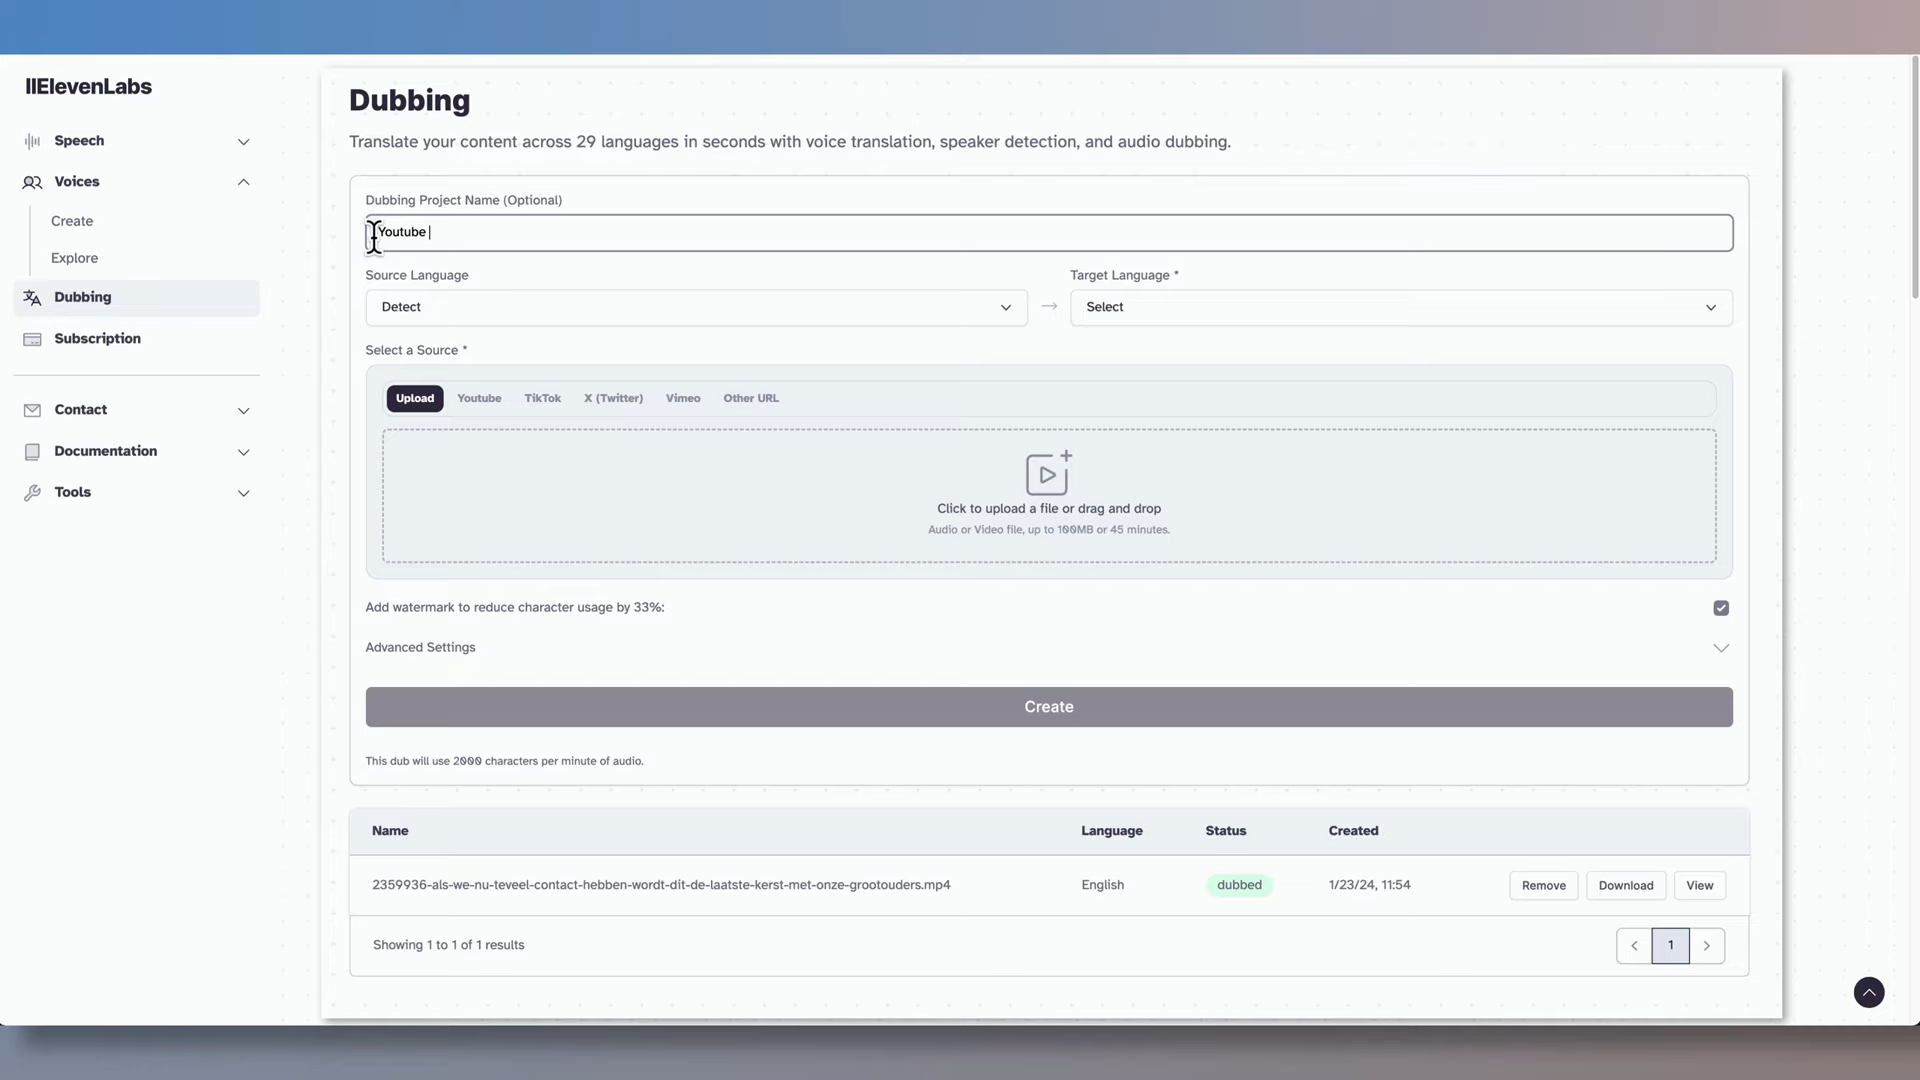 IIElevenLabs
Speech
Voices
Create
Explore
Dubbing
Subscription
Contact
Documentation
Tools
Dubbing
Translate your content across 29 languages in seconds with voice translation, speaker detection, and audio dubbing.
Dubbing Project Name (Optional)
Youtube
Source Language
Target Language *
Detect
Select
Select a Source *
Upload Youtube TikTok X (Twitter) Vimeo Other URL
Click to upload a file or drag and drop
Audio or Video file, up to 100MB or 45 minutes.
Add watermark to reduce character usage by 33%:
Advanced Settings
Create
This dub will use 2000 characters per minute of audio.
Name Language Status Created
2359936-als-we-nu-teveel-contact-hebben-wordt-dit-de-laatste-kerst-met-onze-grootouders.mp4 English dubbed 1/23/24, 11:54 Remove Download View
Showing 1 to 1 of 1 results
1